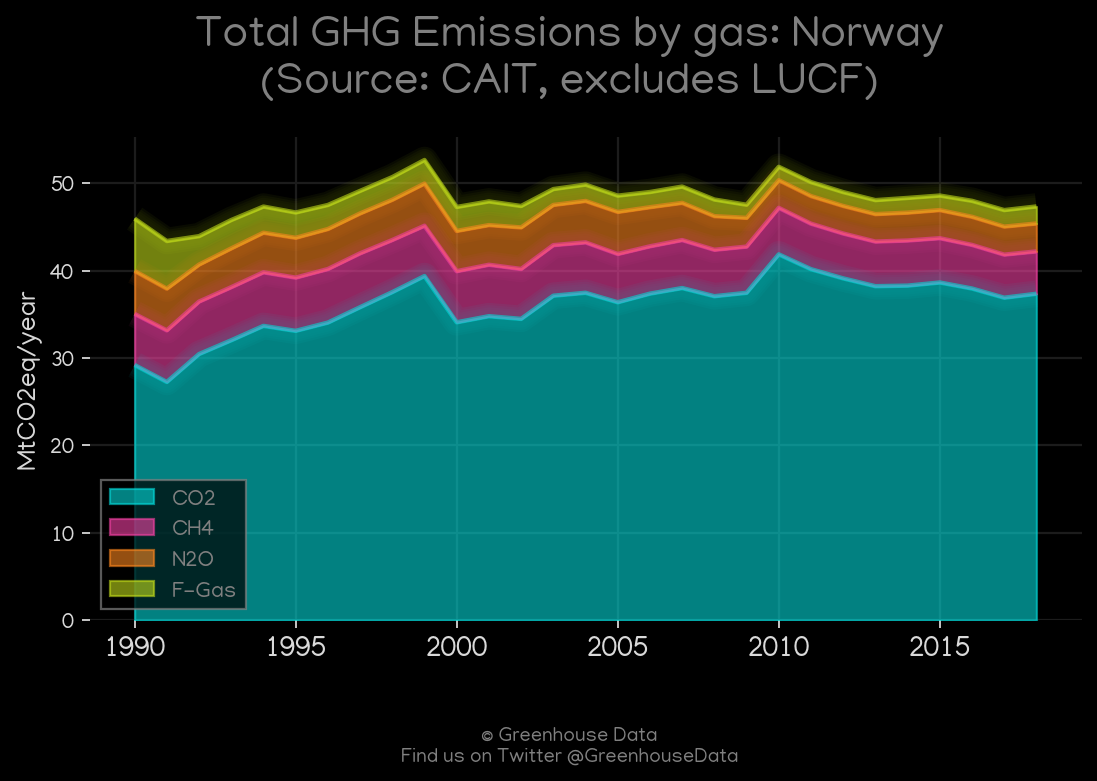 Total GHG Emissions by gas: Norway
(Source: CAIT, excludes LUCF)
MtCO2eq/year
50
40
30
20
10
0
CO2
CH4
N2O
F-Gas
1990 1995 2000 2005 2010 2015
© Greenhouse Data
Find us on Twitter @GreenhouseData